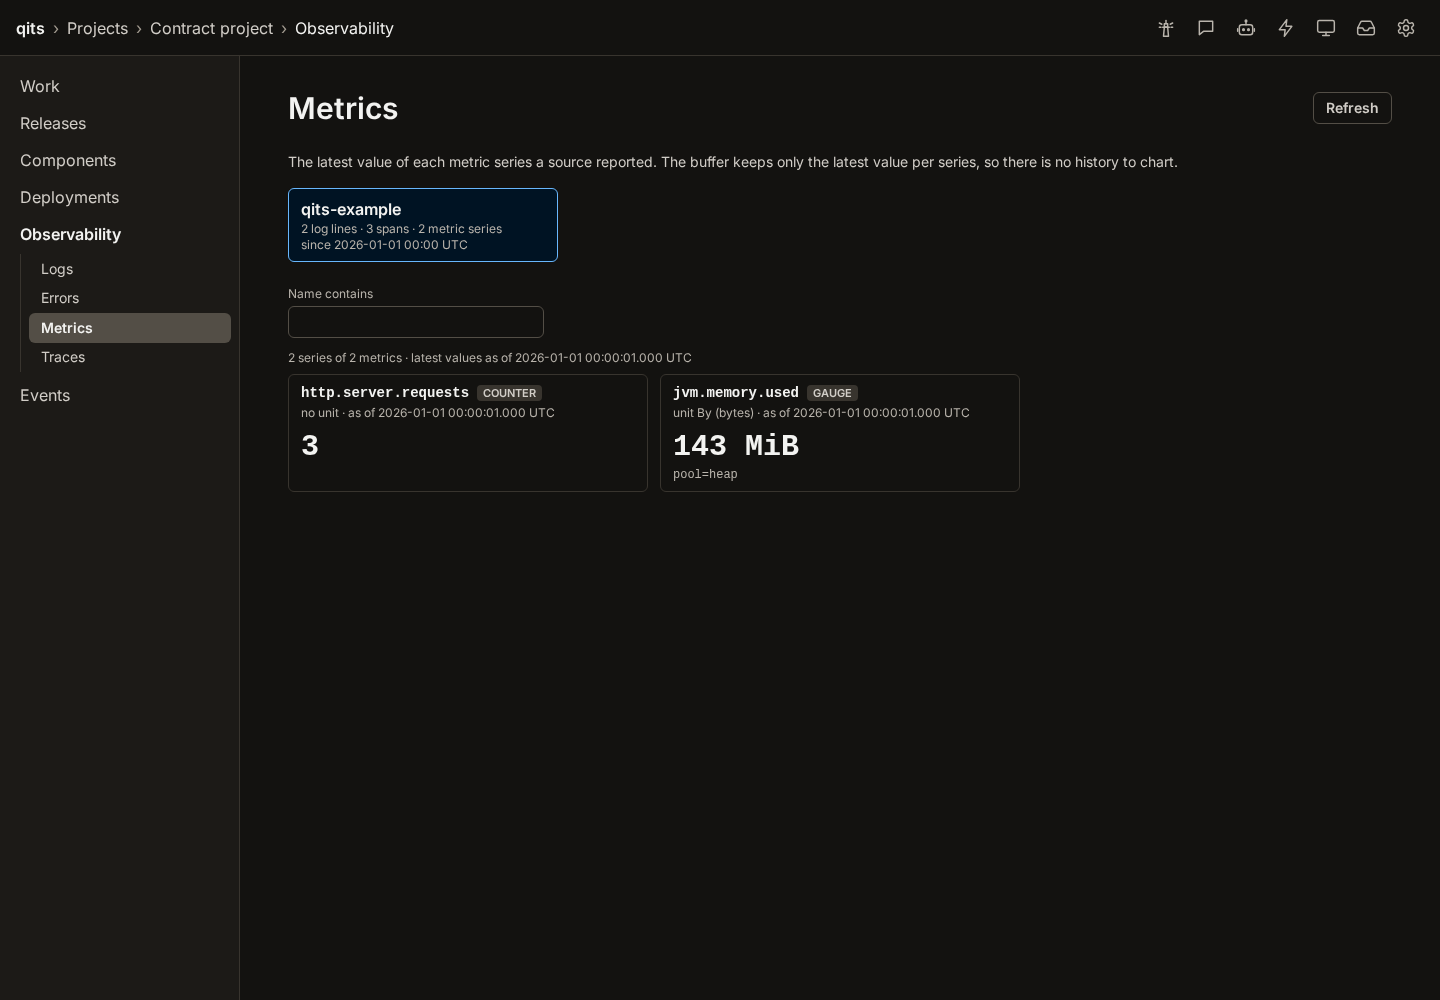 qits › Projects › Contract project › Observability
Work
Releases
Components
Deployments
Observability
Logs
Errors
Metrics
Traces
Events
Metrics
Refresh
The latest value of each metric series a source reported. The buffer keeps only the latest value per series, so there is no history to chart.
qits-example
2 log lines · 3 spans · 2 metric series
since 2026-01-01 00:00 UTC
Name contains
2 series of 2 metrics · latest values as of 2026-01-01 00:00:01.000 UTC
http.server.requests COUNTER
no unit · as of 2026-01-01 00:00:01.000 UTC
3
jvm.memory.used GAUGE
unit By (bytes) · as of 2026-01-01 00:00:01.000 UTC
143 MiB
pool=heap